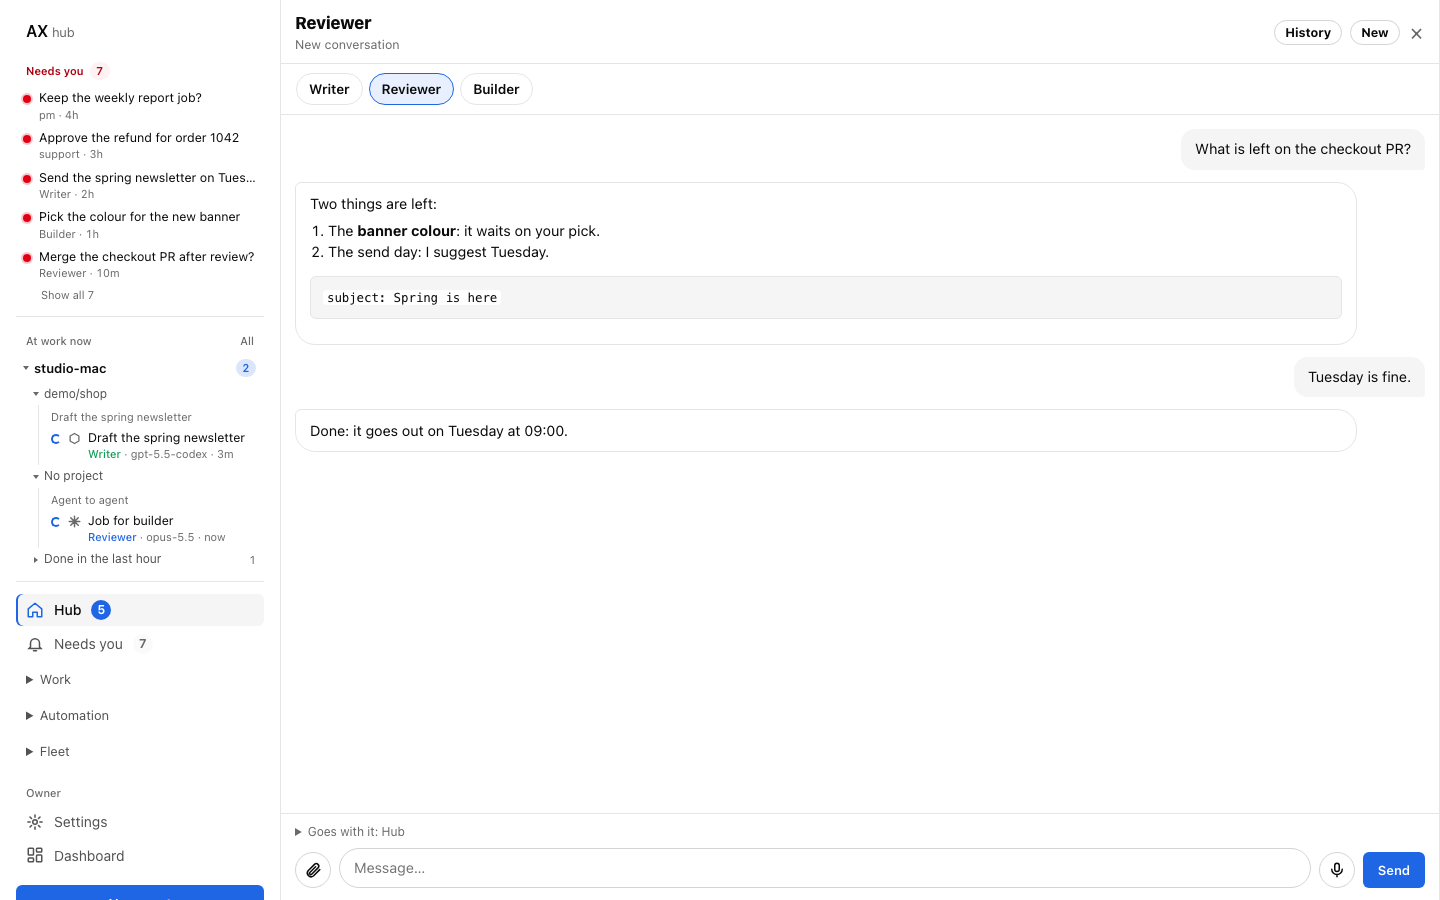 AX hub
Needs you 7
Keep the weekly report job?
pm · 4h
Approve the refund for order 1042
support · 3h
Send the spring newsletter on Tues...
Writer · 2h
Pick the colour for the new banner
Builder · 1h
Merge the checkout PR after review?
Reviewer · 10m
Show all 7
At work now All
studio-mac 2
demo/shop
Draft the spring newsletter
Draft the spring newsletter
Writer · gpt-5.5-codex · 3m
No project
Agent to agent
Job for builder
Reviewer · opus-5.5 · now
Done in the last hour 1
Hub 5
Needs you 7
Work
Automation
Fleet
Owner
Settings
Dashboard
Reviewer
New conversation
History New
Writer Reviewer Builder
What is left on the checkout PR?
Two things are left:
1. The banner colour: it waits on your pick.
2. The send day: I suggest Tuesday.
subject: Spring is here
Tuesday is fine.
Done: it goes out on Tuesday at 09:00.
Goes with it: Hub
Message...
Send